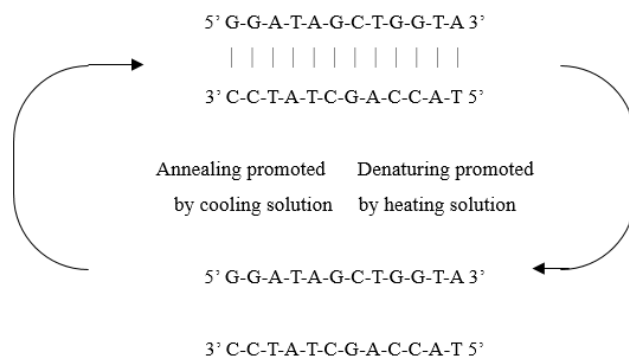 5’ G-G-A-T-A-G-C-T-G-G-T-A 3’
3’ C-C-T-A-T-C-G-A-C-C-A-T 5’
Annealing promoted Denaturing promoted
by cooling solution by heating solution
5’ G-G-A-T-A-G-C-T-G-G-T-A 3’
3’ C-C-T-A-T-C-G-A-C-C-A-T 5’